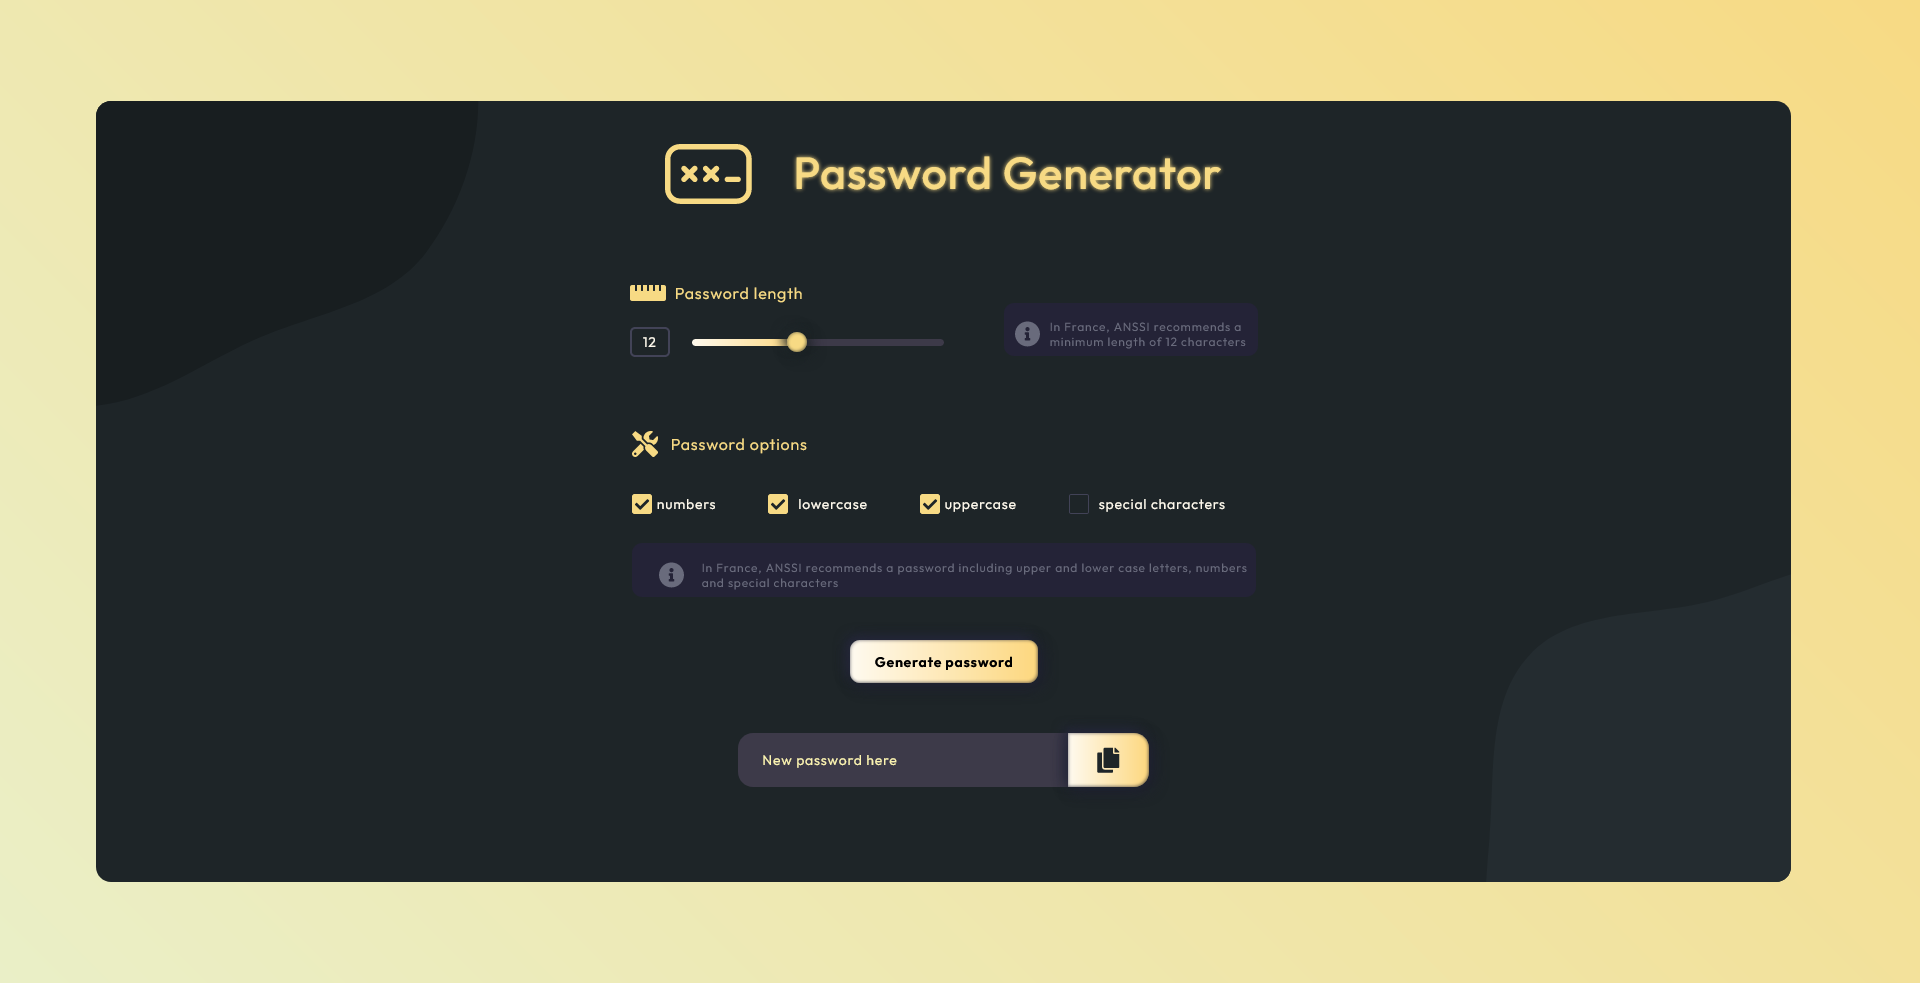 Password Generator
Password length
12
In France, ANSSI recommends a
minimum length of 12 characters
Password options
numbers
lowercase
uppercase
special characters
In France, ANSSI recommends a password including upper and lower case letters, numbers
and special characters
Generate password
New password here